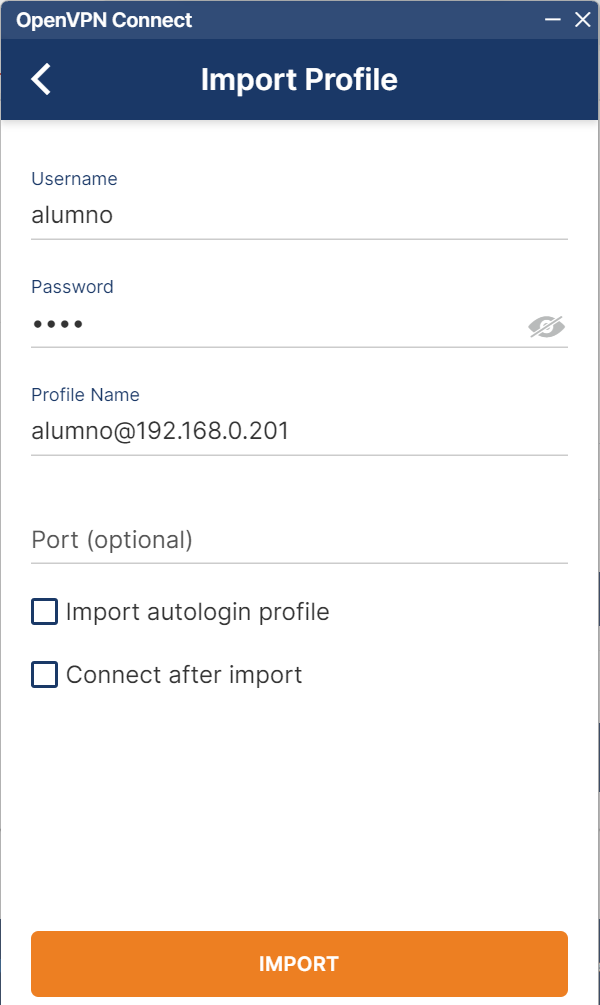 OpenVPN Connect
Import Profile
Username
alumno
Password
••••
Profile Name
alumno@192.168.0.201
Port (optional)
Import autologin profile
Connect after import
IMPORT